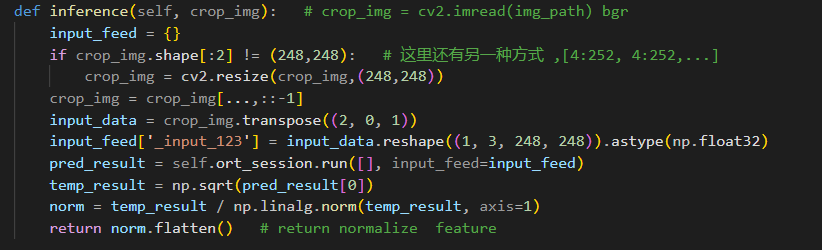 def inference(self, crop_img):   # crop_img = cv2.imread(img_path) bgr
    input_feed = {}
    if crop_img.shape[:2] != (248,248):   # 这里还有另一种方式 ,[4:252, 4:252,...]
        crop_img = cv2.resize(crop_img,(248,248))
    crop_img = crop_img[...,::-1]
    input_data = crop_img.transpose((2, 0, 1))
    input_feed['_input_123'] = input_data.reshape((1, 3, 248, 248)).astype(np.float32)
    pred_result = self.ort_session.run([], input_feed=input_feed)
    temp_result = np.sqrt(pred_result[0])
    norm = temp_result / np.linalg.norm(temp_result, axis=1)
    return norm.flatten()   # return normalize  feature